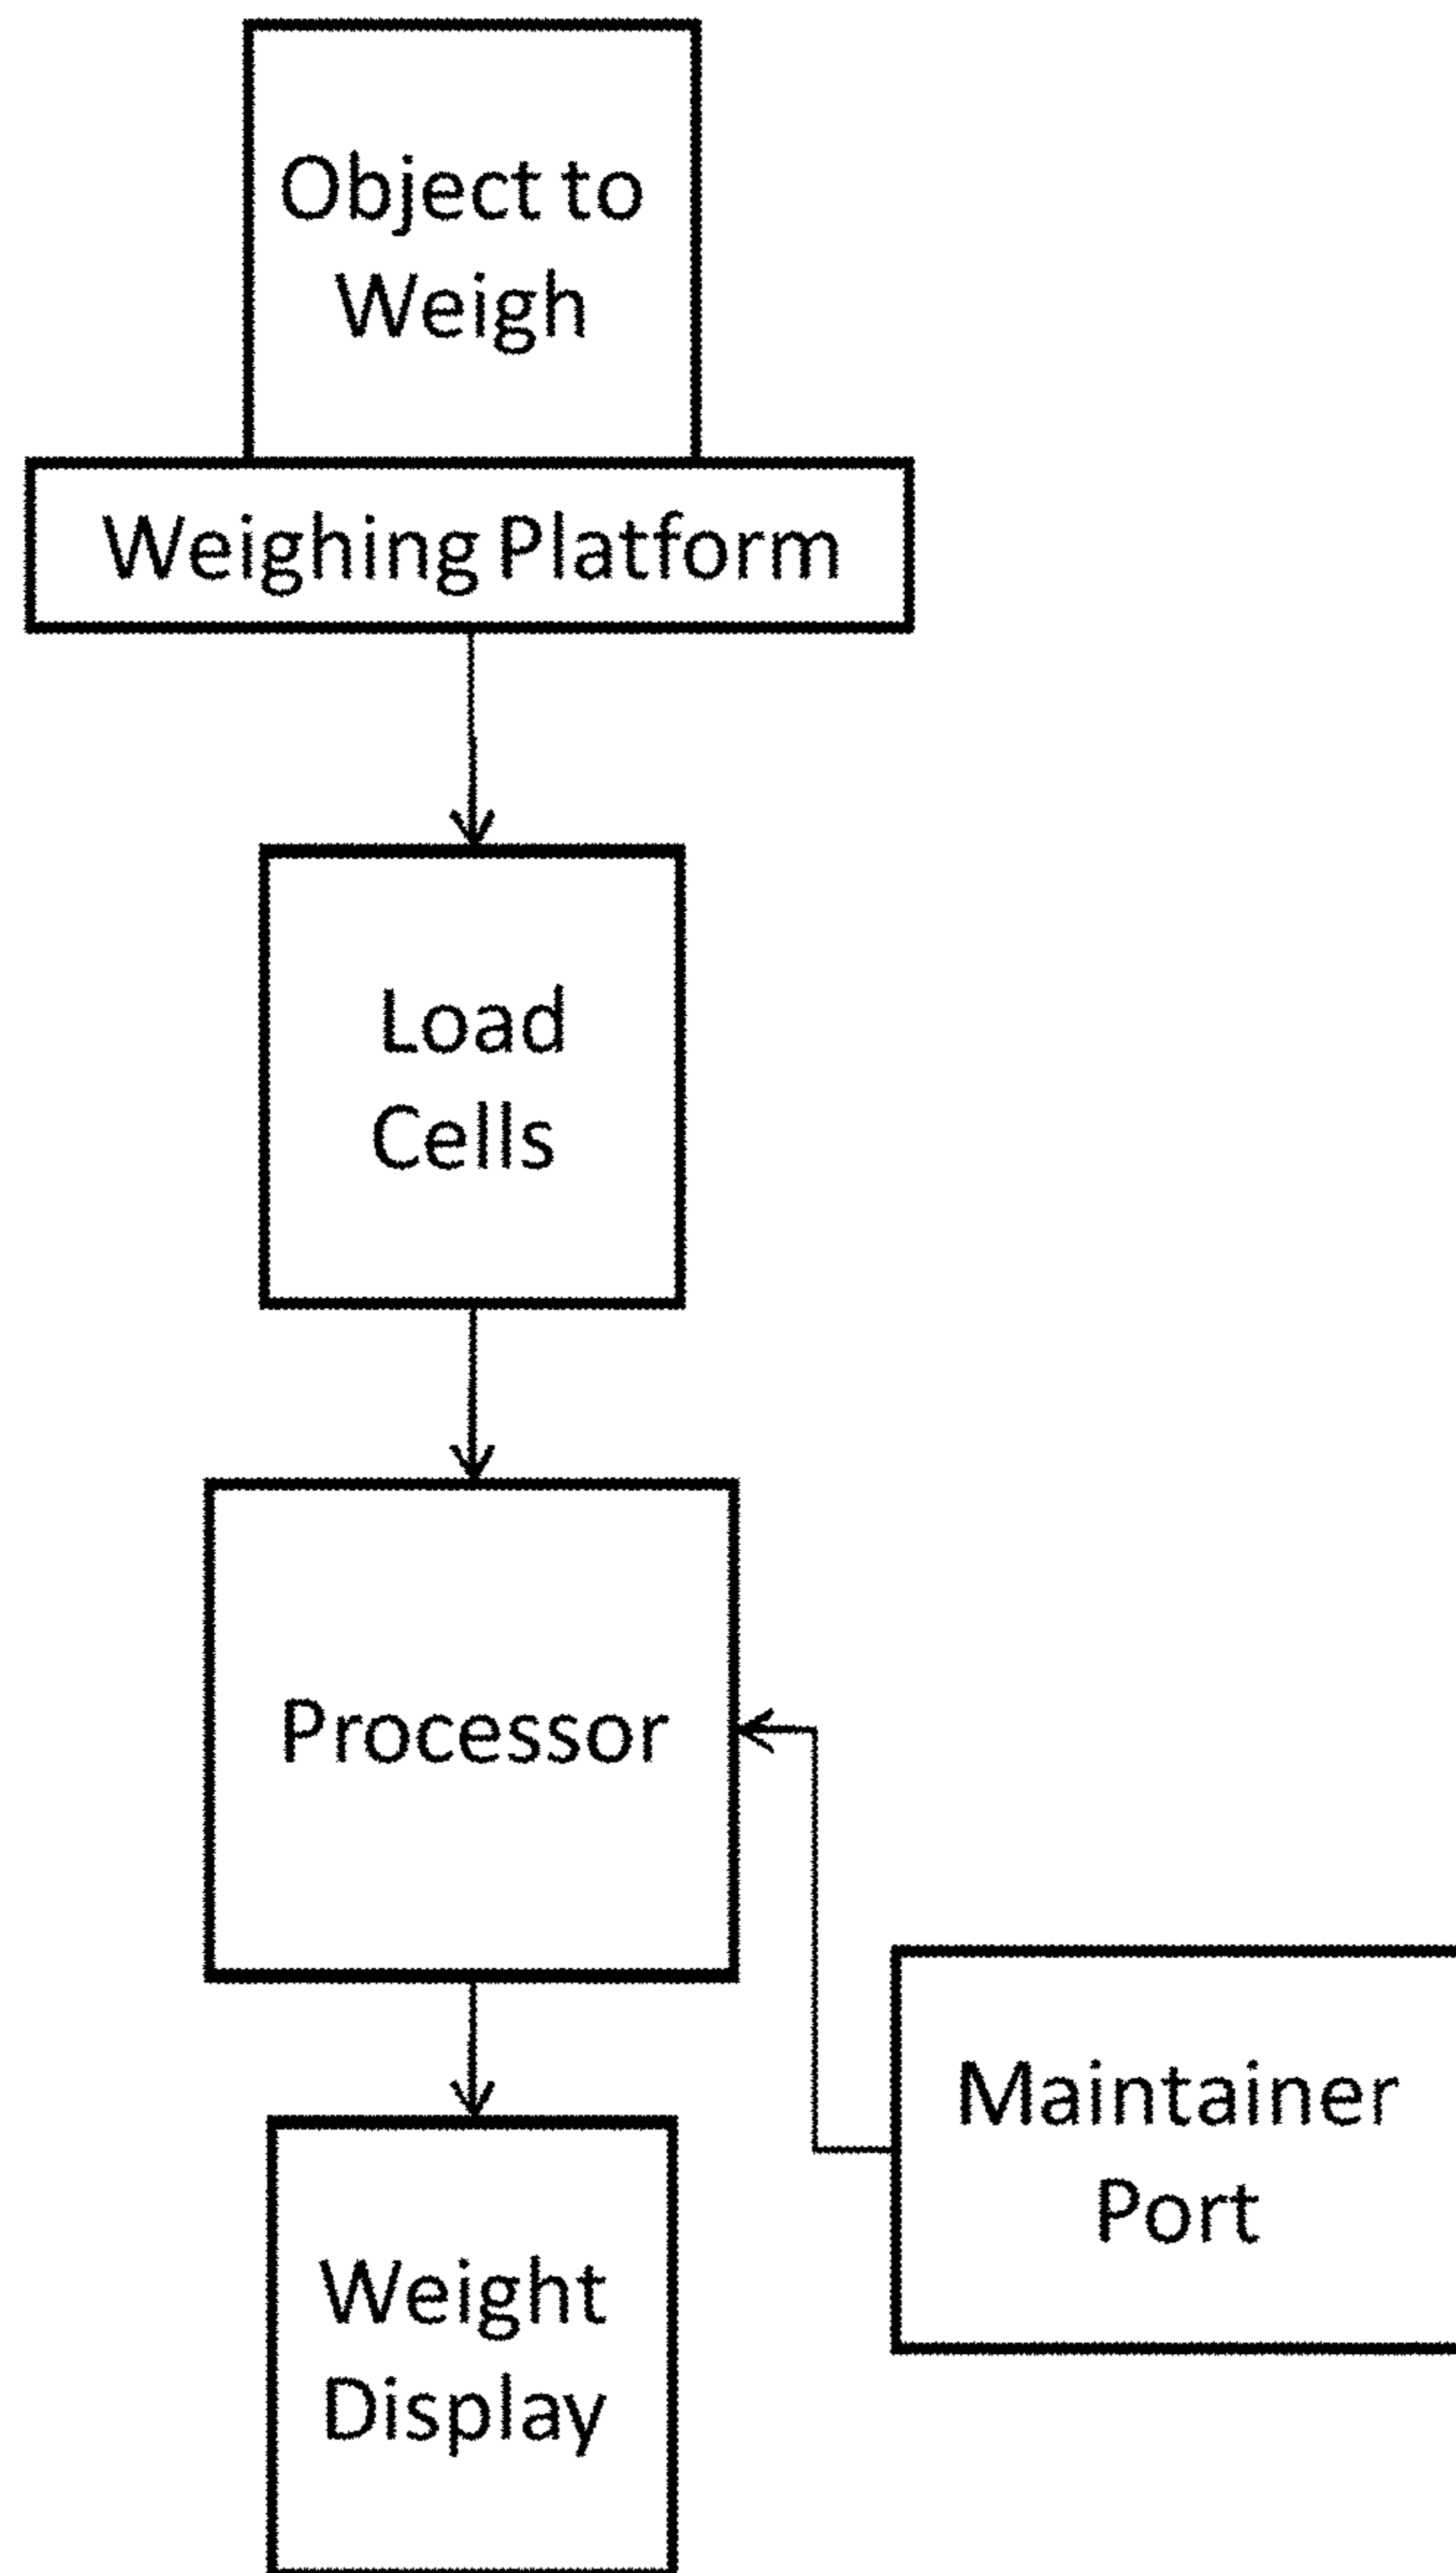 Object to
Weigh
Weighing Platform
Load
Cells
Processor
Maintainer
Port
Weight
Display